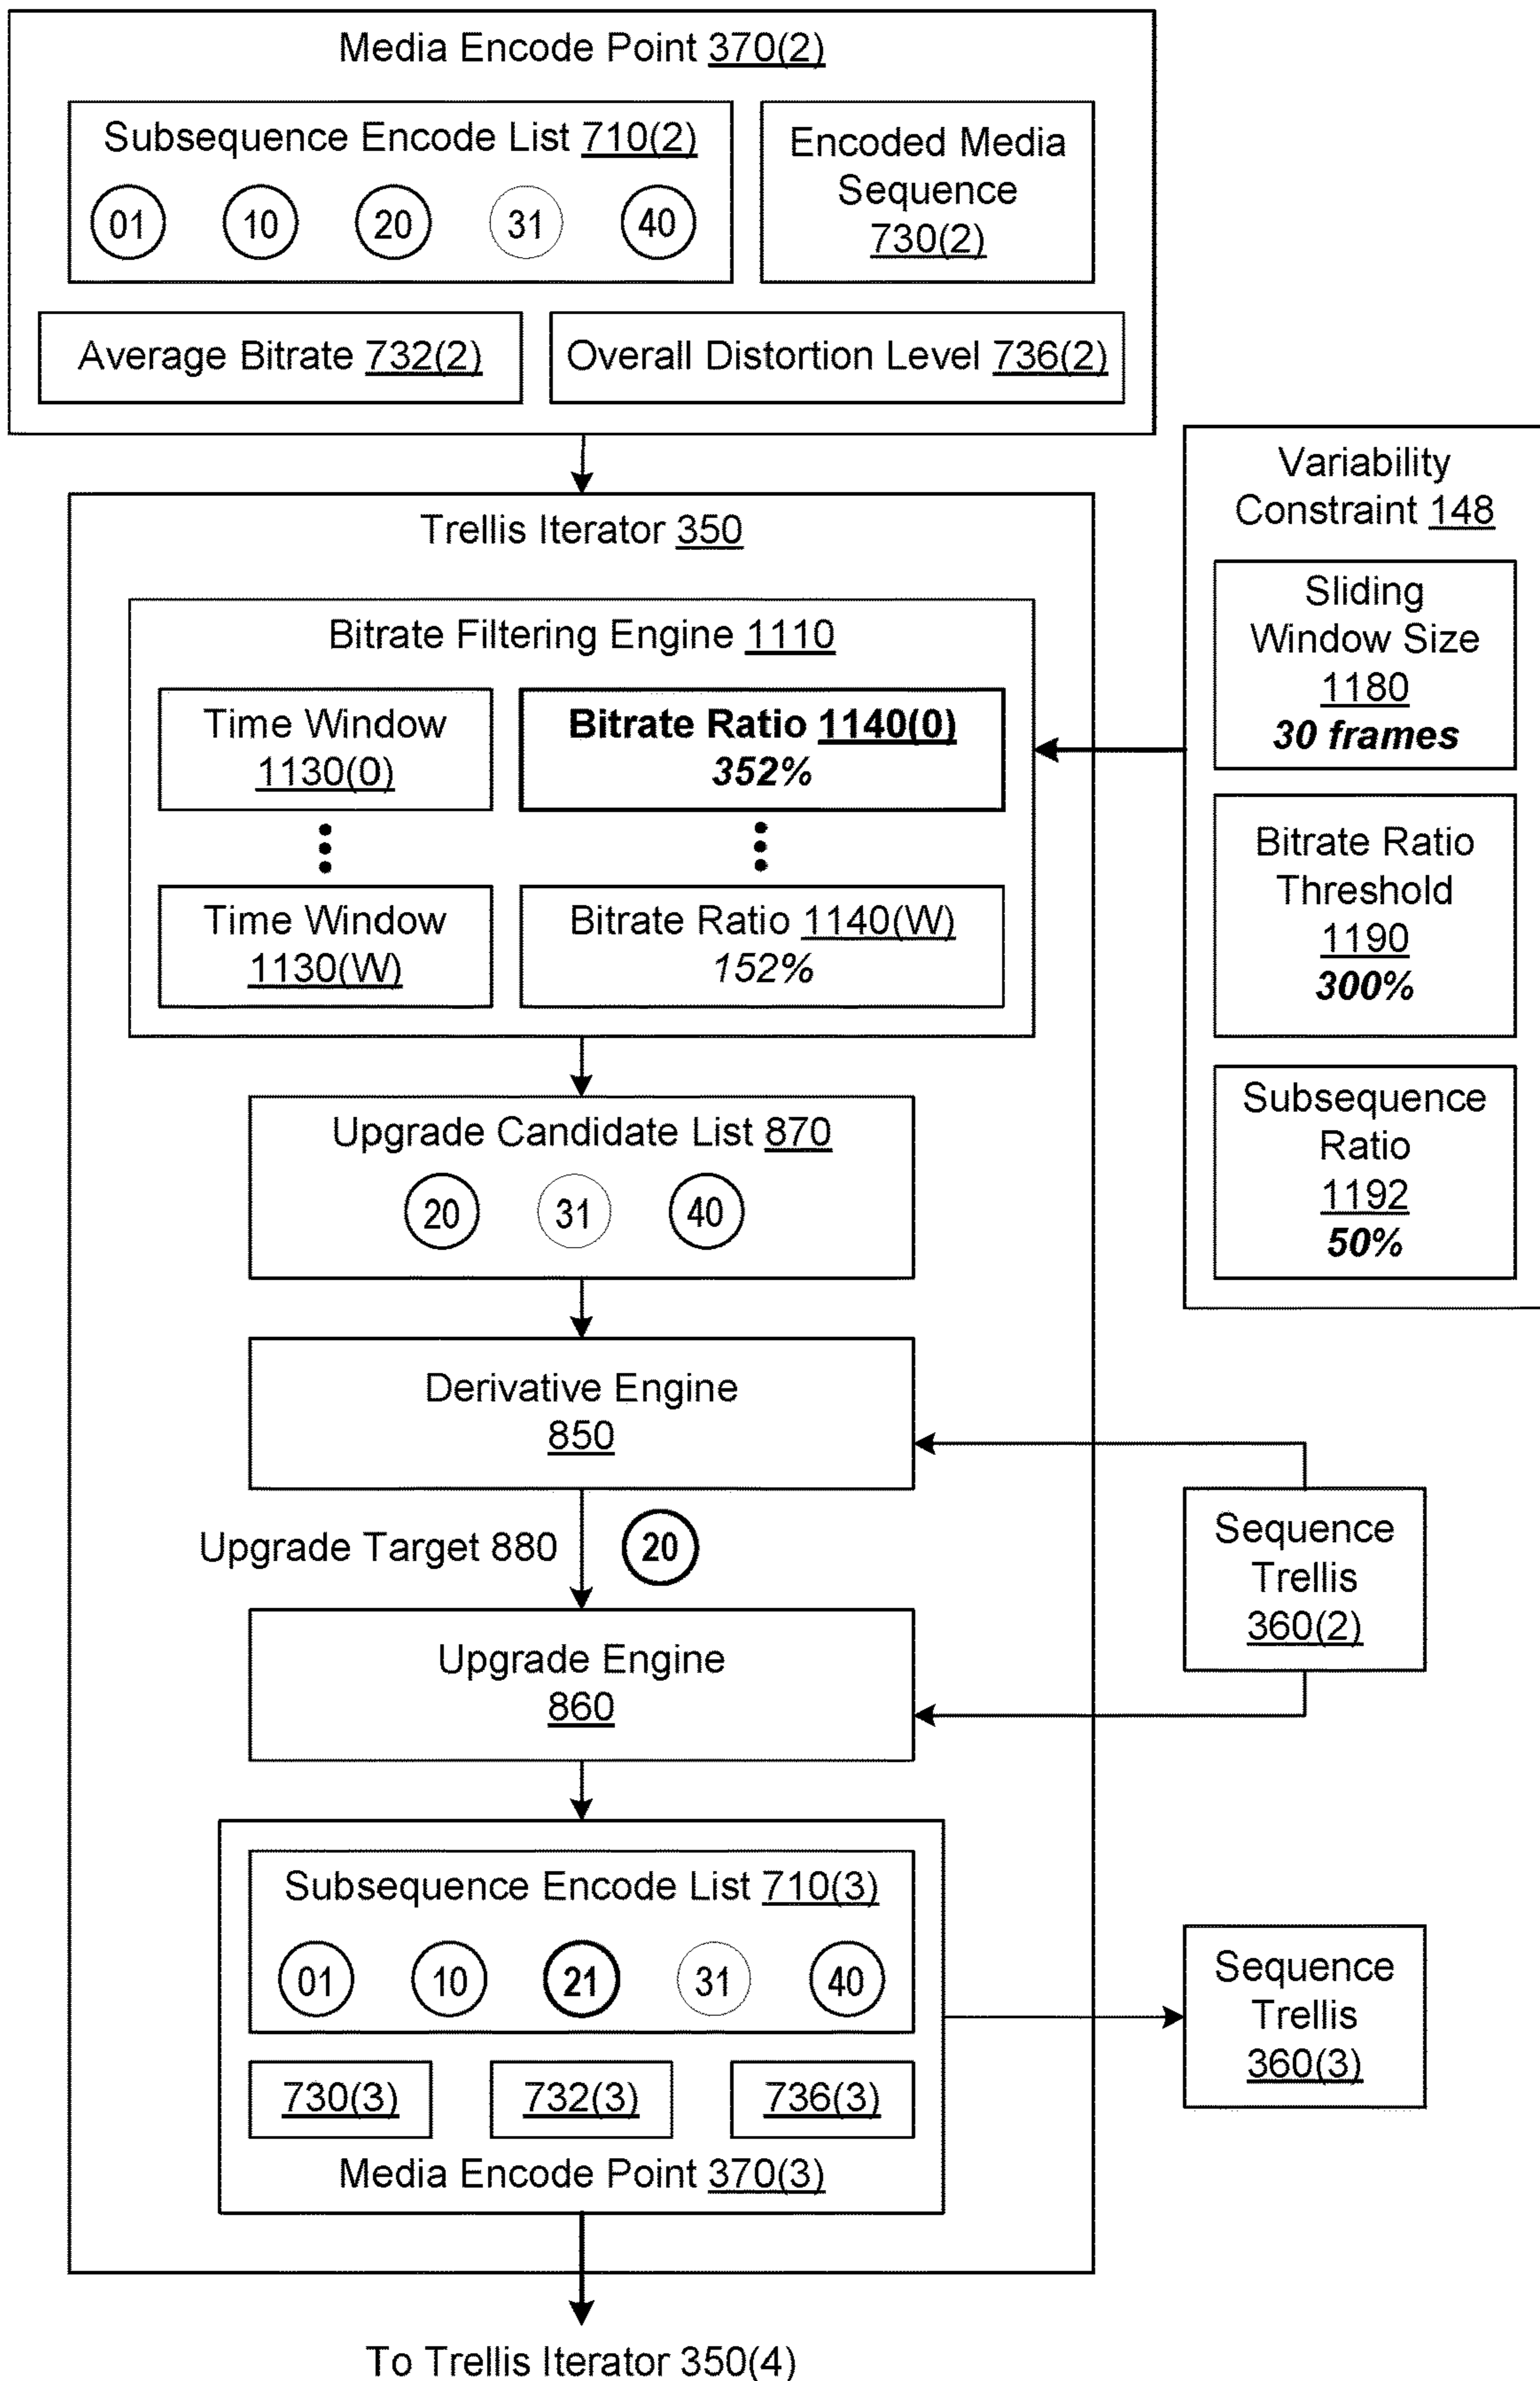 Media Encode Point 370(2)
Subsequence Encode List 710(2)
01 10 20 31 40
Encoded Media
Sequence
730(2)
Average Bitrate 732(2)
Overall Distortion Level 736(2)
Variability
Constraint 148
Sliding
Window Size
1180
30 frames
Bitrate Ratio
Threshold
1190
300%
Subsequence
Ratio
1192
50%
Trellis Iterator 350
Bitrate Filtering Engine 1110
Time Window
1130(0)
Bitrate Ratio 1140(0)
352%
Time Window
1130(W)
Bitrate Ratio 1140(W)
152%
Upgrade Candidate List 870
20 31 40
Derivative Engine
850
Upgrade Target 880
20
Sequence
Trellis
360(2)
Upgrade Engine
860
Subsequence Encode List 710(3)
01 10 21 31 40
730(3)
732(3)
736(3)
Media Encode Point 370(3)
Sequence
Trellis
360(3)
To Trellis Iterator 350(4)